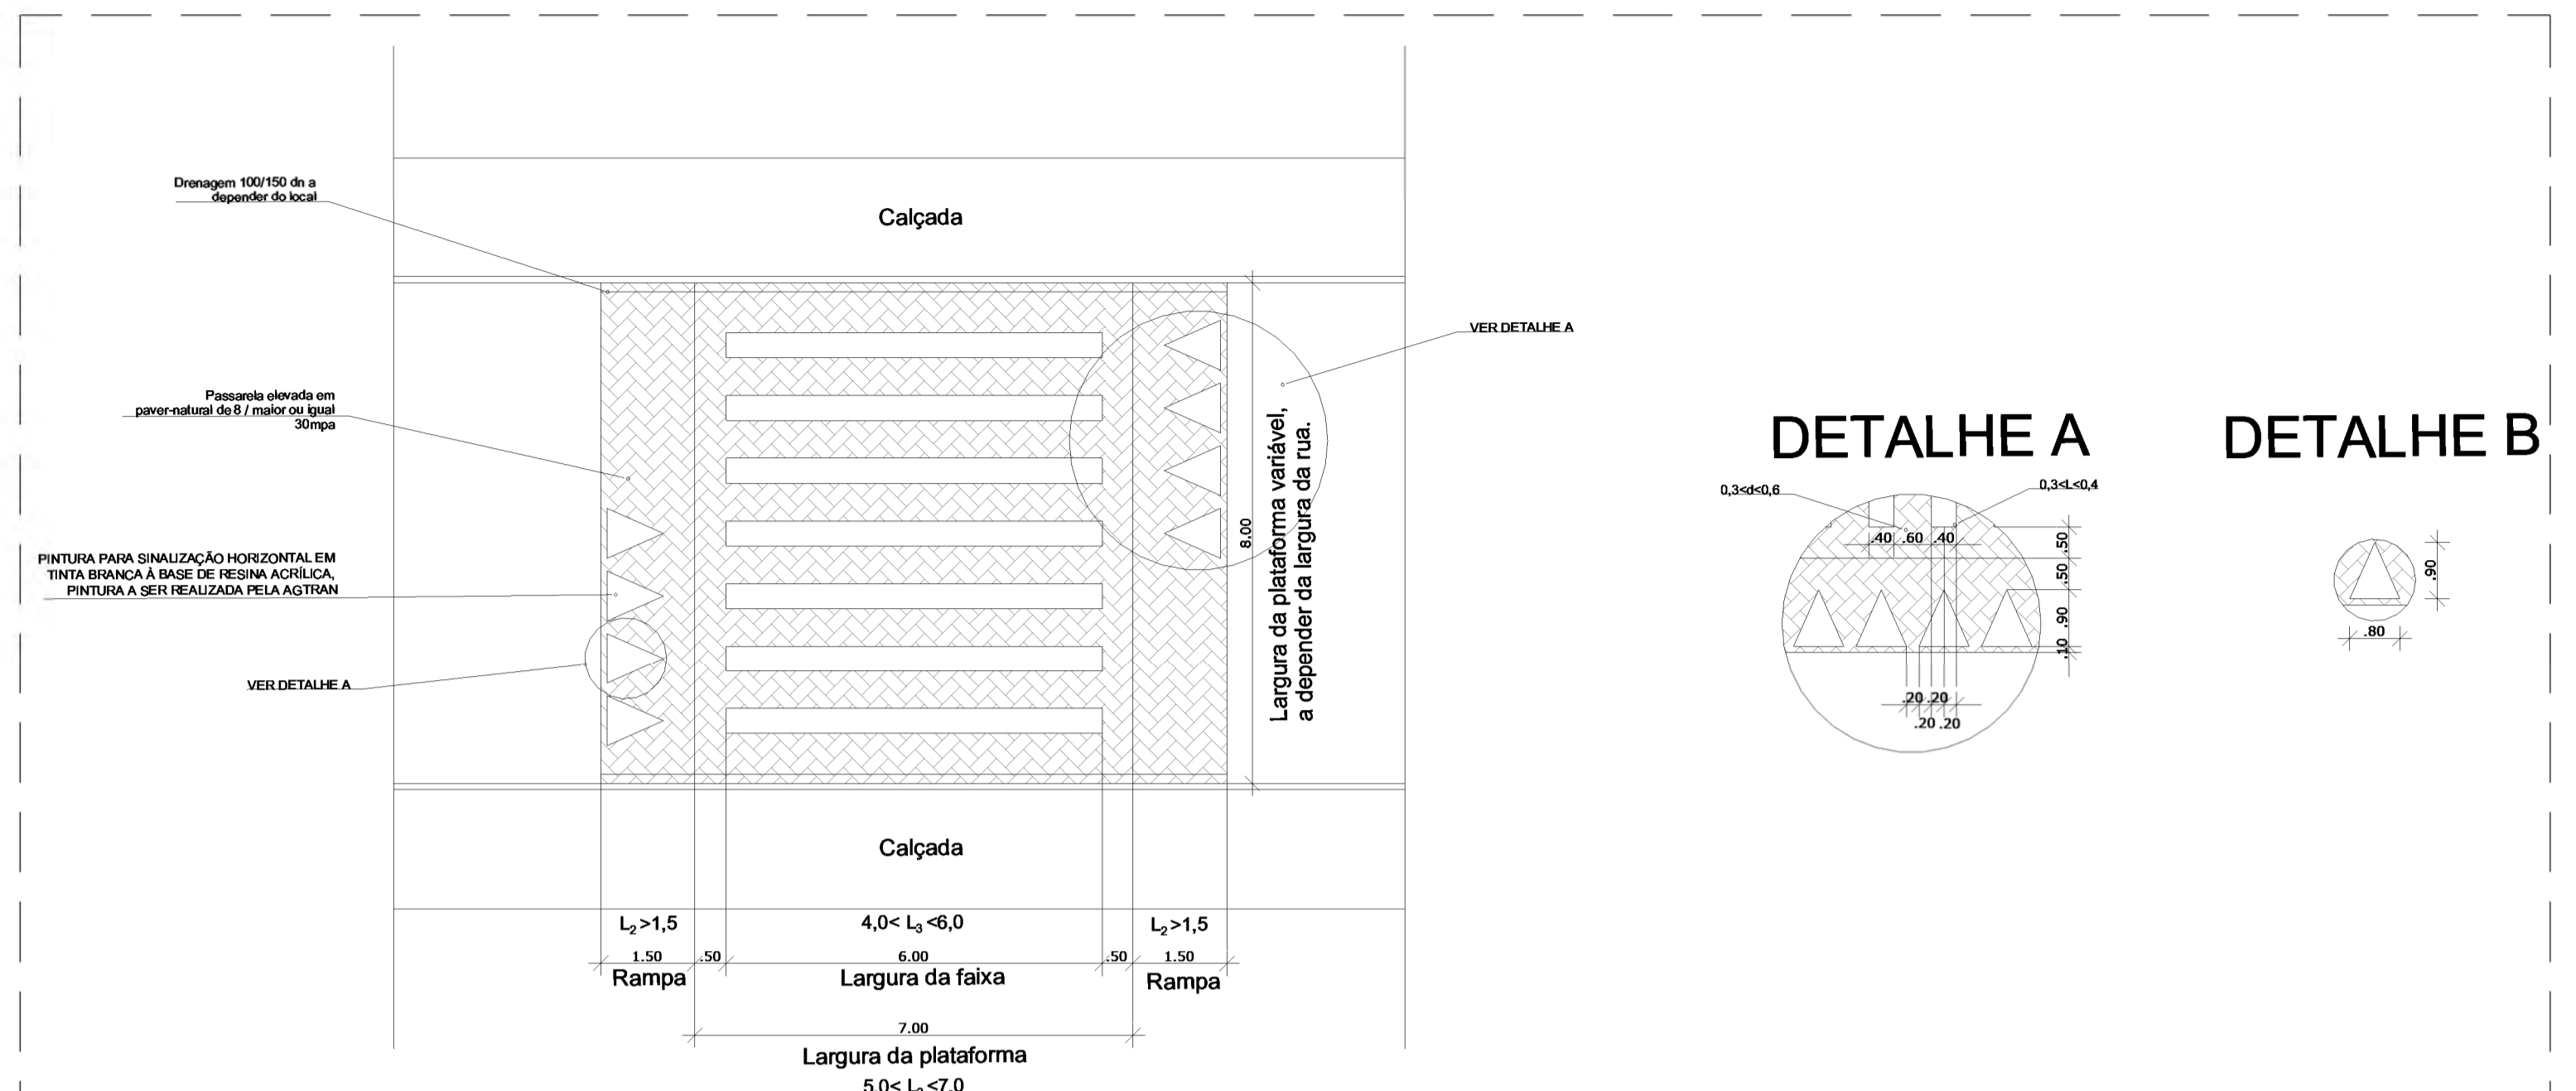 Drenagem 100/150 dn a
depender do local
Calçada
VER DETALHE A
Passarela elevada em
paver-natural de 8 / maior ou igual
30mpa
8.00
Largura da plataforma variável,
a depender da largura da rua.
PINTURA PARA SINALIZAÇÃO HORIZONTAL EM
TINTA BRANCA À BASE DE RESINA ACRÍLICA,
PINTURA A SER REALIZADA PELA AGTRAN
VER DETALHE A
Calçada
L2>1,5
4,0< L3 <6,0
L2>1,5
1.50
.50
6.00
.50
1.50
Rampa
Largura da faixa
Rampa
7.00
Largura da plataforma
DETALHE A
0,3<d<0,6
0,3<L<0,4
.40
.60
.40
.50
.50
.90
.10
.20
.20
.20
.20
DETALHE B
.90
.80